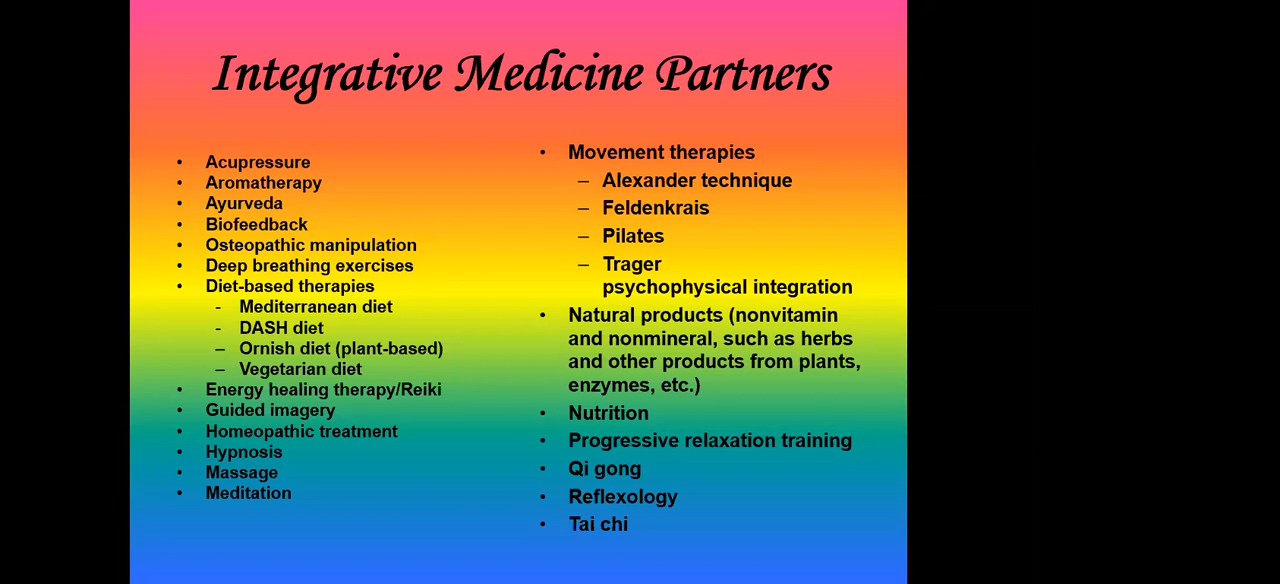 Integrative Medicine Partners
• Acupressure
• Aromatherapy
• Ayurveda
• Biofeedback
• Osteopathic manipulation
• Deep breathing exercises
• Diet-based therapies
- Mediterranean diet
- DASH diet
– Ornish diet (plant-based)
– Vegetarian diet
• Energy healing therapy/Reiki
• Guided imagery
• Homeopathic treatment
• Hypnosis
• Massage
• Meditation
• Movement therapies
– Alexander technique
– Feldenkrais
– Pilates
– Trager
psychophysical integration
• Natural products (nonvitamin
and nonmineral, such as herbs
and other products from plants,
enzymes, etc.)
• Nutrition
• Progressive relaxation training
• Qi gong
• Reflexology
• Tai chi